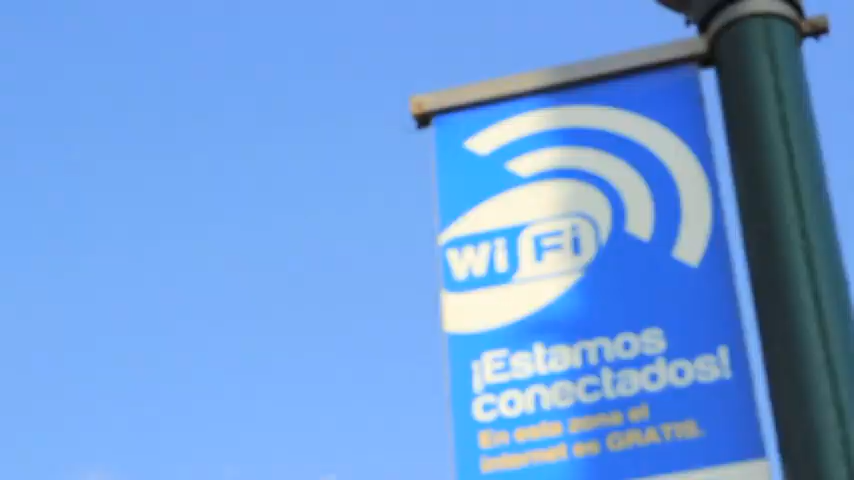 WiFi
¡Estamos
conectados!
En esta zona el
Internet es GRATIS.